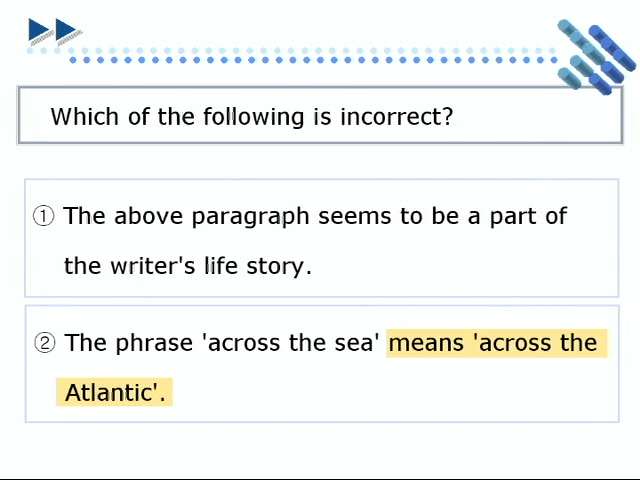 Which of the following is incorrect?
① The above paragraph seems to be a part of
the writer's life story.
② The phrase 'across the sea' means 'across the
Atlantic'.